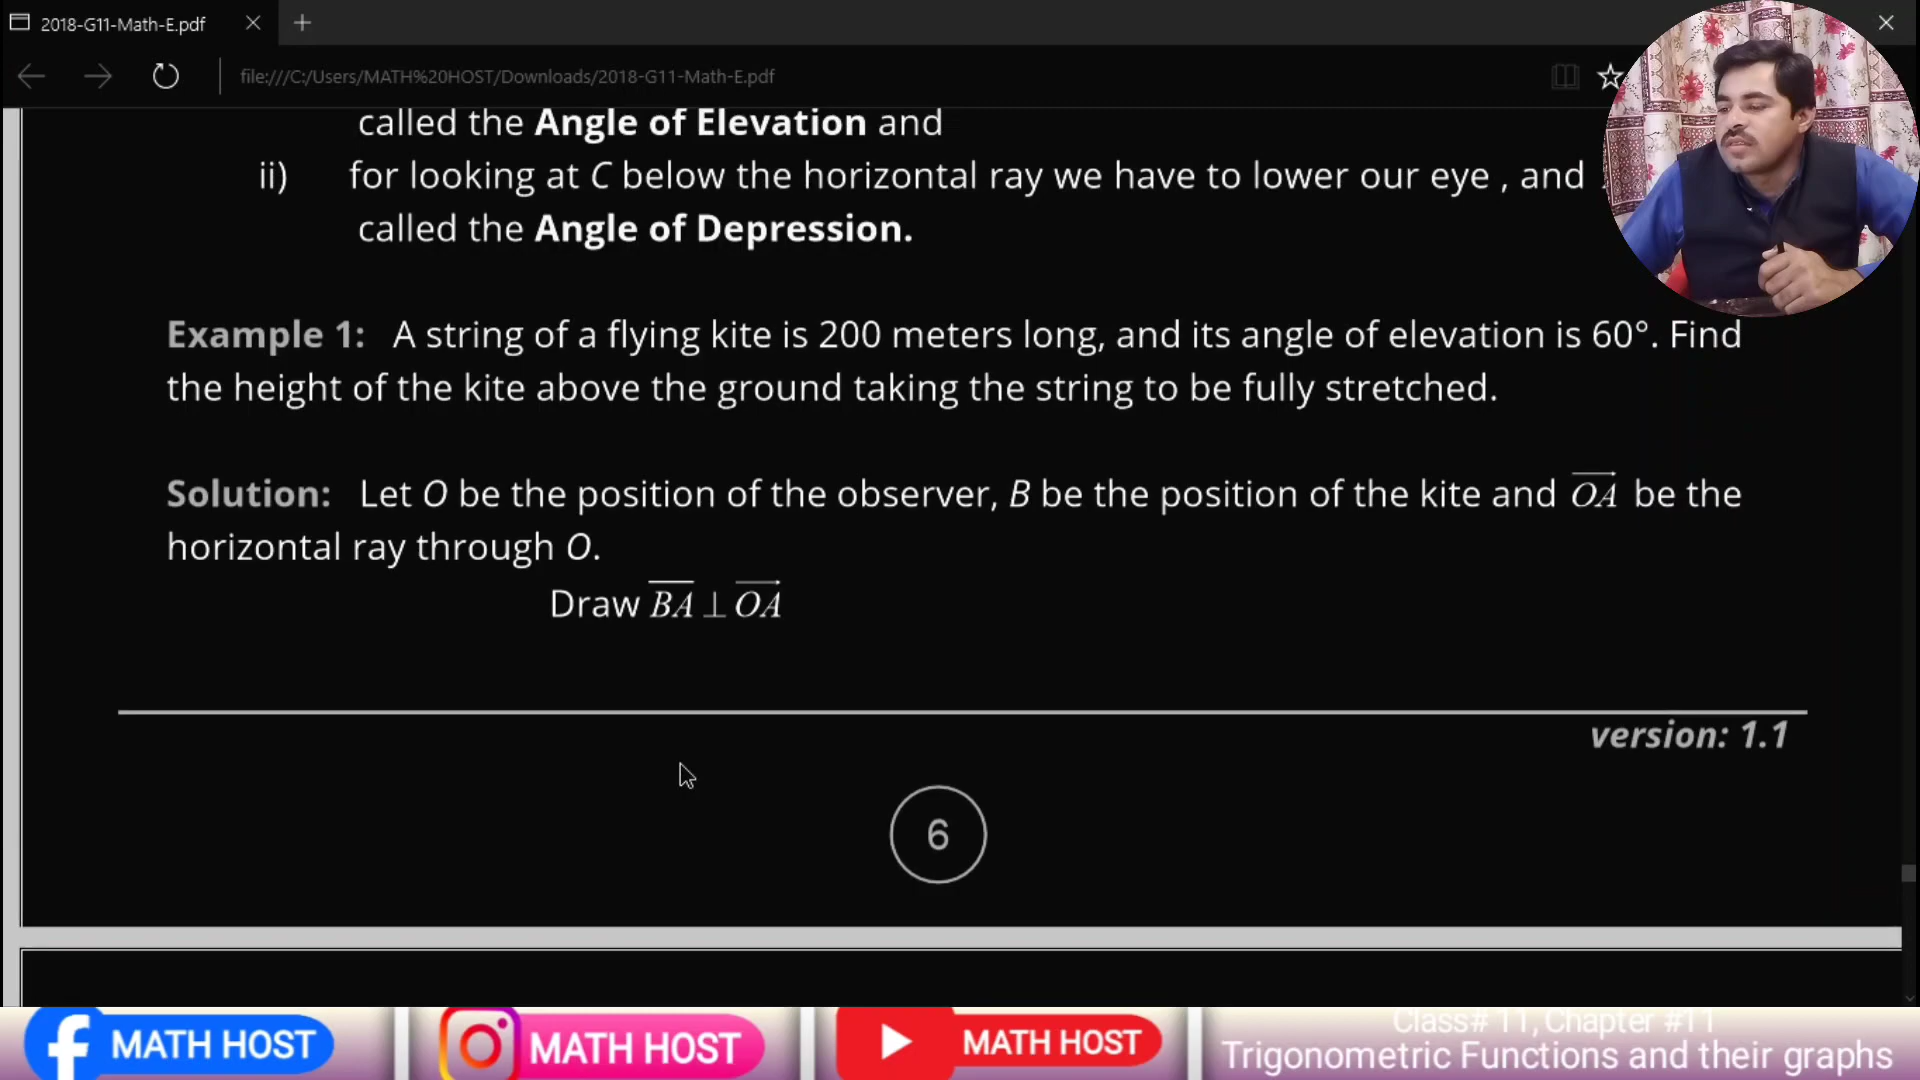 2018-G11-Math-E.pdf
file:///C:/Users/MATH%20HOST/Downloads/2018-G11-Math-E.pdf
called the Angle of Elevation and
ii) for looking at C below the horizontal ray we have to lower our eye , and
called the Angle of Depression.
Example 1: A string of a flying kite is 200 meters long, and its angle of elevation is 60°. Find
the height of the kite above the ground taking the string to be fully stretched.
Solution: Let O be the position of the observer, B be the position of the kite and OA be the
horizontal ray through O.
Draw BA ⊥ OA
version: 1.1
6
MATH HOST
MATH HOST
MATH HOST
Class# 11, Chapter #11
Trigonometric Functions and their graphs